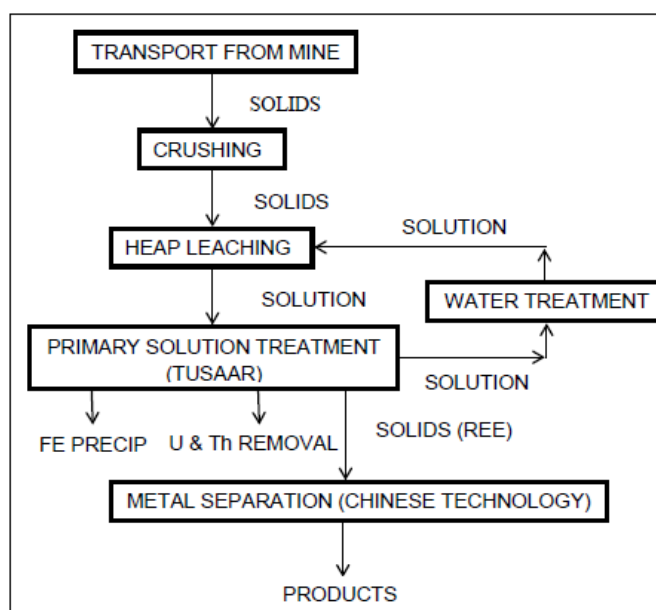 TRANSPORT FROM MINE
SOLIDS
CRUSHING
SOLIDS
SOLUTION
HEAP LEACHING
SOLUTION
WATER TREATMENT
PRIMARY SOLUTION TREATMENT
(TUSAAR)
SOLUTION
FE PRECIP
U & Th REMOVAL
SOLIDS (REE)
METAL SEPARATION (CHINESE TECHNOLOGY)
PRODUCTS